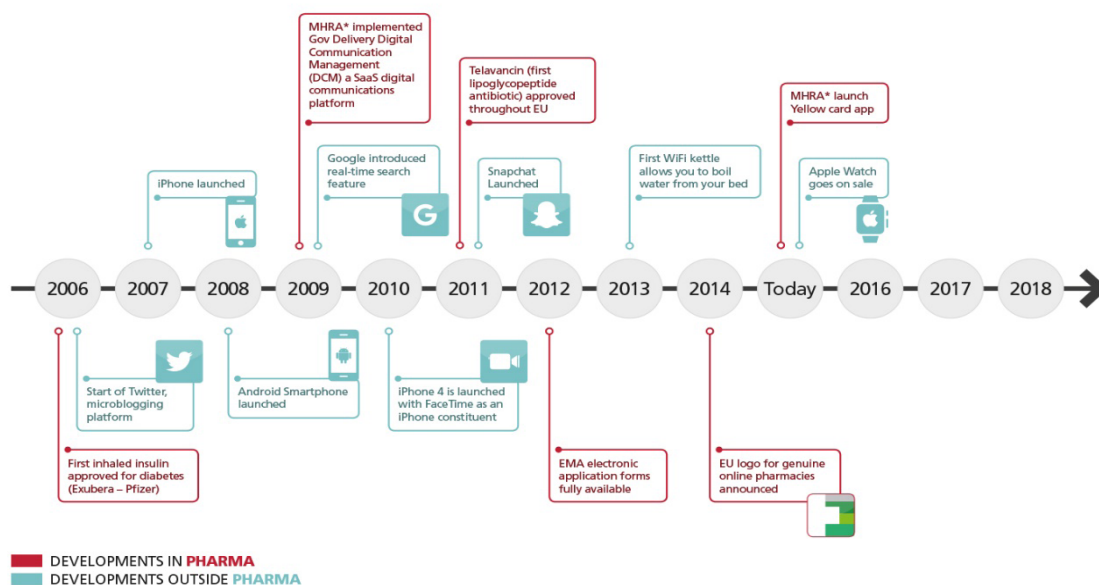 MHRA* implemented
Gov Delivery Digital
Communication
Management
(DCM) a SaaS digital
communications
platform
Telavancin (first
lipoglycopeptide
antibiotic) approved
throughout EU
MHRA* launch
Yellow card app
iPhone launched
Google introduced
real-time search
feature
G
Snapchat
Launched
First WiFi kettle
allows you to boil
water from your bed
Apple Watch
goes on sale
2006
2007
2008
2009
2010
2011
2012
2013
2014
Today
2016
2017
2018
Start of Twitter,
microblogging
platform
Android Smartphone
launched
iPhone 4 is launched
with FaceTime as an
iPhone constituent
First inhaled insulin
approved for diabetes
(Exubera – Pfizer)
EMA electronic
application forms
fully available
EU logo for genuine
online pharmacies
announced
DEVELOPMENTS IN PHARMA
DEVELOPMENTS OUTSIDE PHARMA